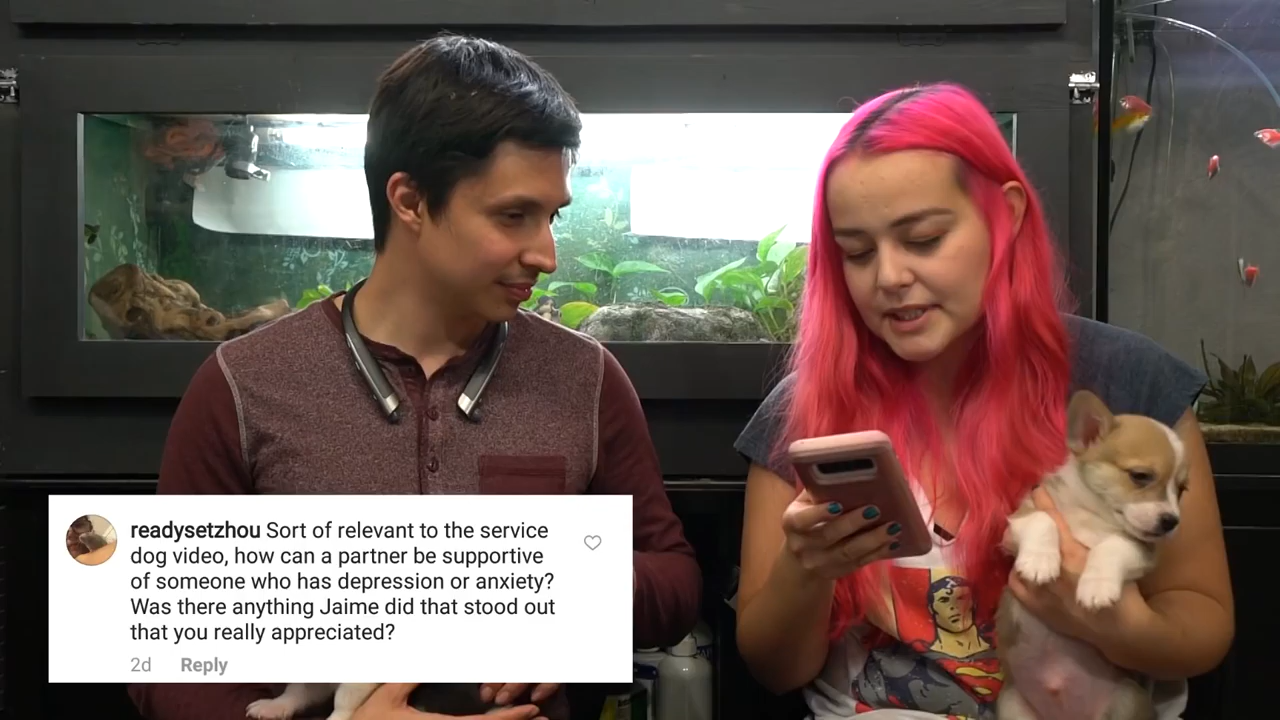 readysetzhou Sort of relevant to the service
dog video, how can a partner be supportive
of someone who has depression or anxiety?
Was there anything Jaime did that stood out
that you really appreciated?
2d Reply